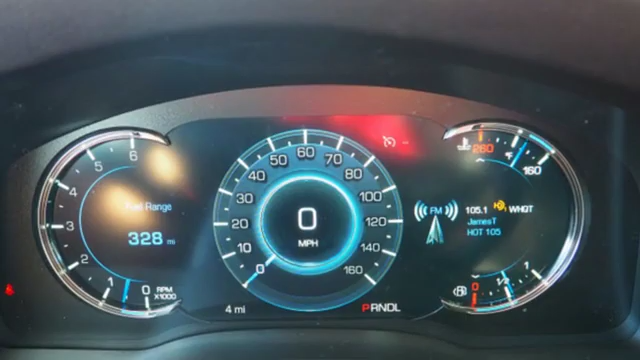 6
5
4
3
2
1
0
RPM
X1000
Fuel Range
328 mi
0
10
20
30
40
50
60
70
80
100
120
140
160
0
MPH
4 mi
PRNDL
260
160
FM
105.1 WHQT
JamesT
HOT 105
0
1